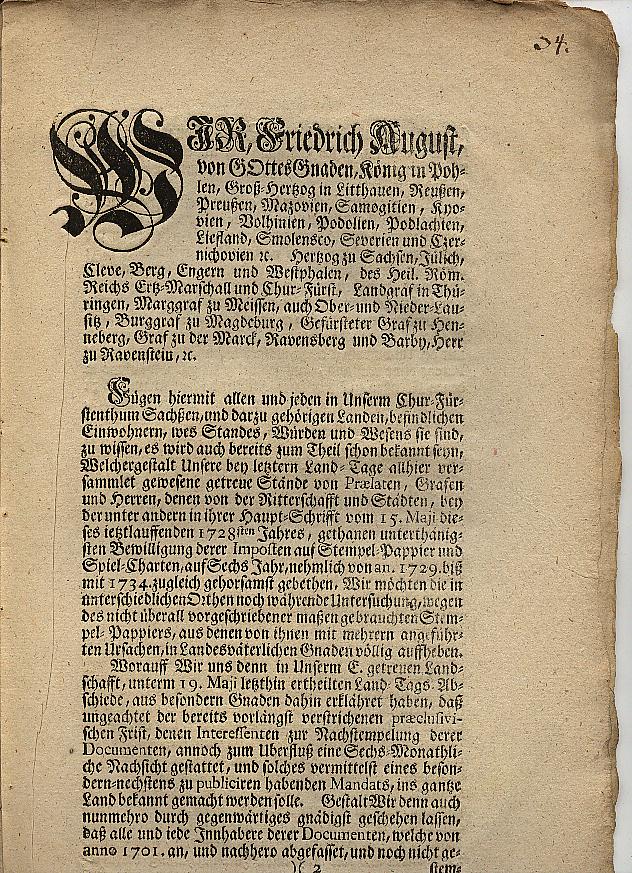 34.
WIR, Friedrich August,
von GOttes Gnaden, König in Poh-
len, Groß-Hertzog in Litthauen, Reußen,
Preußen, Mazovien, Samogitien, Kyo-
vien, Volhinien, Podolien, Podlachien,
Liefland, Smolensco, Severien und Czer-
nichovien ꝛc. Hertzog zu Sachsen, Jülich,
Cleve, Berg, Engern und Westphalen, des Heil. Röm.
Reichs Ertz-Marschall und Chur-Fürst, Landgraf in Thü-
ringen, Marggraf zu Meissen, auch Ober- und Nieder-Lau-
sitz, Burggraf zu Magdeburg, Gefürsteter Graf zu Hen-
neberg, Graf zu der Marck, Ravensberg und Barby, Herr
zu Ravenstein, ꝛc.
Fügen hiermit allen und jeden in Unserm Chur-Für-
stenthum Sachßen, und darzu gehörigen Landen, befindlichen
Einwohnern, wes Standes, Würden und Wesens sie sind,
zu wissen, es wird auch bereits zum Theil schon bekannt seyn,
Welchergestalt Unsere bey letztern Land-Tage allhier ver-
sammlet gewesene getreue Stände von Prælaten, Grafen
und Herren, denen von der Ritterschafft und Städten, bey
der unter andern in ihrer Haupt-Schrifft vom 15. Maji die-
ses ietztlauffenden 1728sten Jahres, gethanen unterthänig-
sten Bewilligung derer Imposten auf Stempel-Pappier und
Spiel-Charten, auf Sechs Jahr, nehmlich von an. 1729. biß
mit 1734. zugleich gehorsamst gebethen, Wir möchten die in
unterschiedlichen Orthen noch währende Untersuchung, wegen
des nicht überall vorgeschriebener maßen gebrauchten Stem-
pel-Pappiers, aus denen von ihnen mit mehrern angeführ-
ten Ursachen, in Landesväterlichen Gnaden völlig auffheben.
Worauff Wir uns denn in Unserm E. getreuen Land-
schafft, unterm 19. Maji letzthin ertheilten Land-Tags-Ab-
schiede, aus besondern Gnaden dahin erklähret haben, daß
ungeachtet der bereits vorlängst verstrichenen præclusivi-
schen Frist, denen Interessenten zur Nachstempelung derer
Documenten, annoch zum Uberfluß eine Sechs-Monathli-
che Nachsicht gestattet, und solches vermittelst eines beson-
dern-nechstens zu publiciren habenden Mandats, ins gantze
Land bekannt gemacht werden solle. Gestalt Wir denn auch
nunmehro durch gegenwärtiges gnädigst geschehen lassen,
daß alle und iede Innhabere derer Documenten, welche von
anno 1701. an, und nachhero abgefasset, und noch nicht ge-
)( 2 stem-